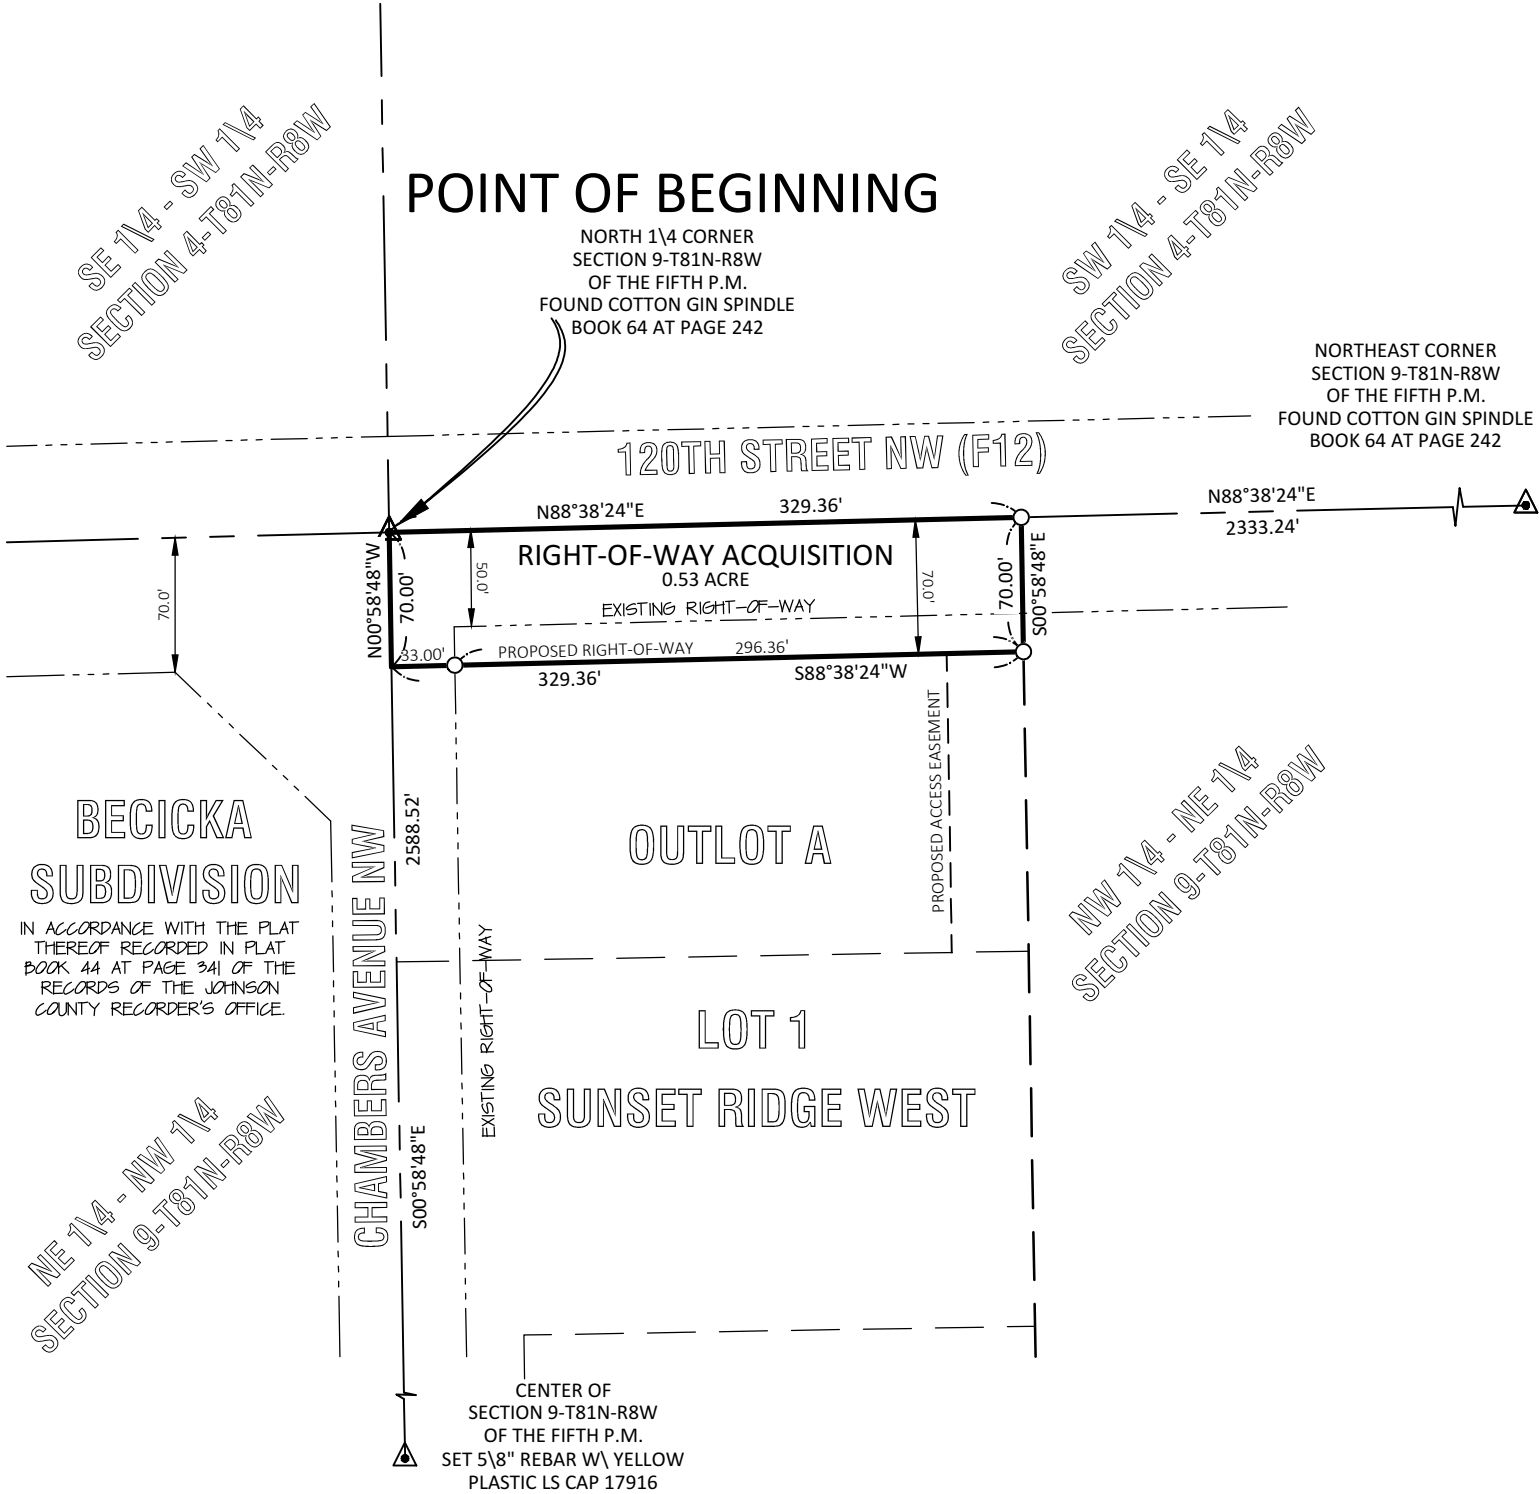 SE 1\4 - SW 1\4
SECTION 4-T81N-R8W
POINT OF BEGINNING
NORTH 1\4 CORNER
SECTION 9-T81N-R8W
OF THE FIFTH P.M.
FOUND COTTON GIN SPINDLE
BOOK 64 AT PAGE 242
SW 1\4 - SE 1\4
SECTION 4-T81N-R8W
NORTHEAST CORNER
SECTION 9-T81N-R8W
OF THE FIFTH P.M.
FOUND COTTON GIN SPINDLE
BOOK 64 AT PAGE 242
120TH STREET NW (F12)
N88°38'24"E
329.36'
N88°38'24"E
2333.24'
RIGHT-OF-WAY ACQUISITION
0.53 ACRE
EXISTING RIGHT-OF-WAY
70.0'
N00°58'48"W
70.00'
50.0'
70.0'
70.00'
S00°58'48"E
33.00'
PROPOSED RIGHT-OF-WAY
296.36'
329.36'
S88°38'24"W
PROPOSED ACCESS EASEMENT
BECICKA
SUBDIVISION
IN ACCORDANCE WITH THE PLAT
THEREOF RECORDED IN PLAT
BOOK 44 AT PAGE 341 OF THE
RECORDS OF THE JOHNSON
COUNTY RECORDER'S OFFICE.
CHAMBERS AVENUE NW
2588.52'
S00°58'48"E
EXISTING RIGHT-OF-WAY
OUTLOT A
LOT 1
SUNSET RIDGE WEST
NW 1\4 - NE 1\4
SECTION 9-T81N-R8W
NE 1\4 - NW 1\4
SECTION 9-T81N-R8W
CENTER OF
SECTION 9-T81N-R8W
OF THE FIFTH P.M.
SET 5\8" REBAR W\ YELLOW
PLASTIC LS CAP 17916